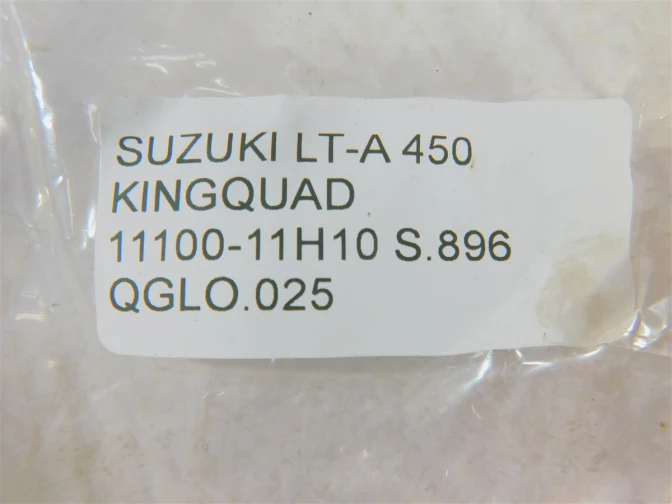 SUZUKI LT-A 450
KINGQUAD
11100-11H10 S.896
QGLO.025